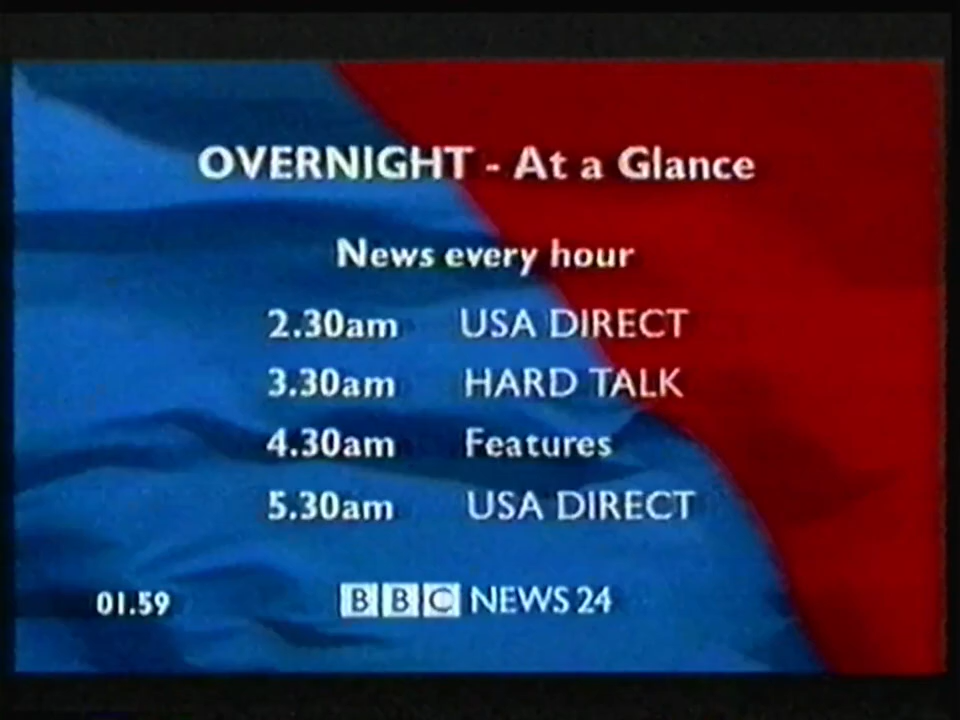 OVERNIGHT - At a Glance
News every hour
2.30am USA DIRECT
3.30am HARD TALK
4.30am Features
5.30am USA DIRECT
01.59 BBC NEWS 24